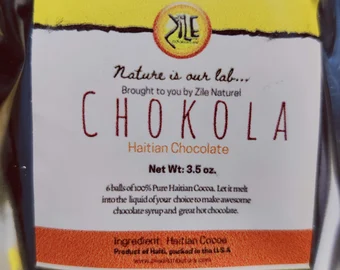 ZILE
Nature is our lab...
Brought to you by Zile Natural
CHOKOLA
Haitian Chocolate
Net Wt: 3.5 oz.
6 balls of 100% Pure Haitian Cocoa. Let it melt
into the liquid of your choice to make awesome
chocolate syrup and great hot chocolate.
Ingredient: Haitian Cocoa
Product of Haiti, packed in the U.S.A